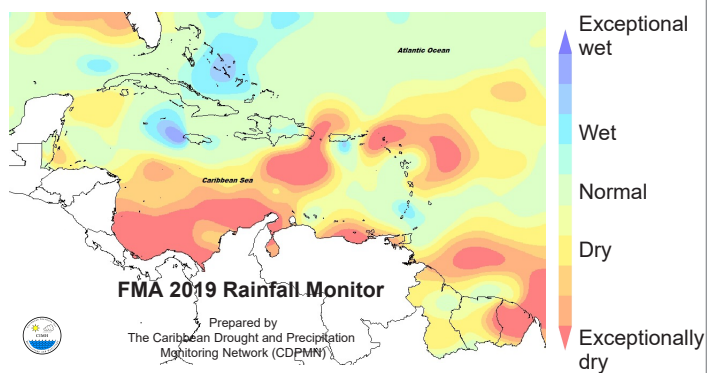 Atlantic Ocean
Caribbean Sea
FMA 2019 Rainfall Monitor
Prepared by
The Caribbean Drought and Precipitation
Monitoring Network (CDPMN)
CIMH
Exceptional
wet
Wet
Normal
Dry
Exceptionally
dry